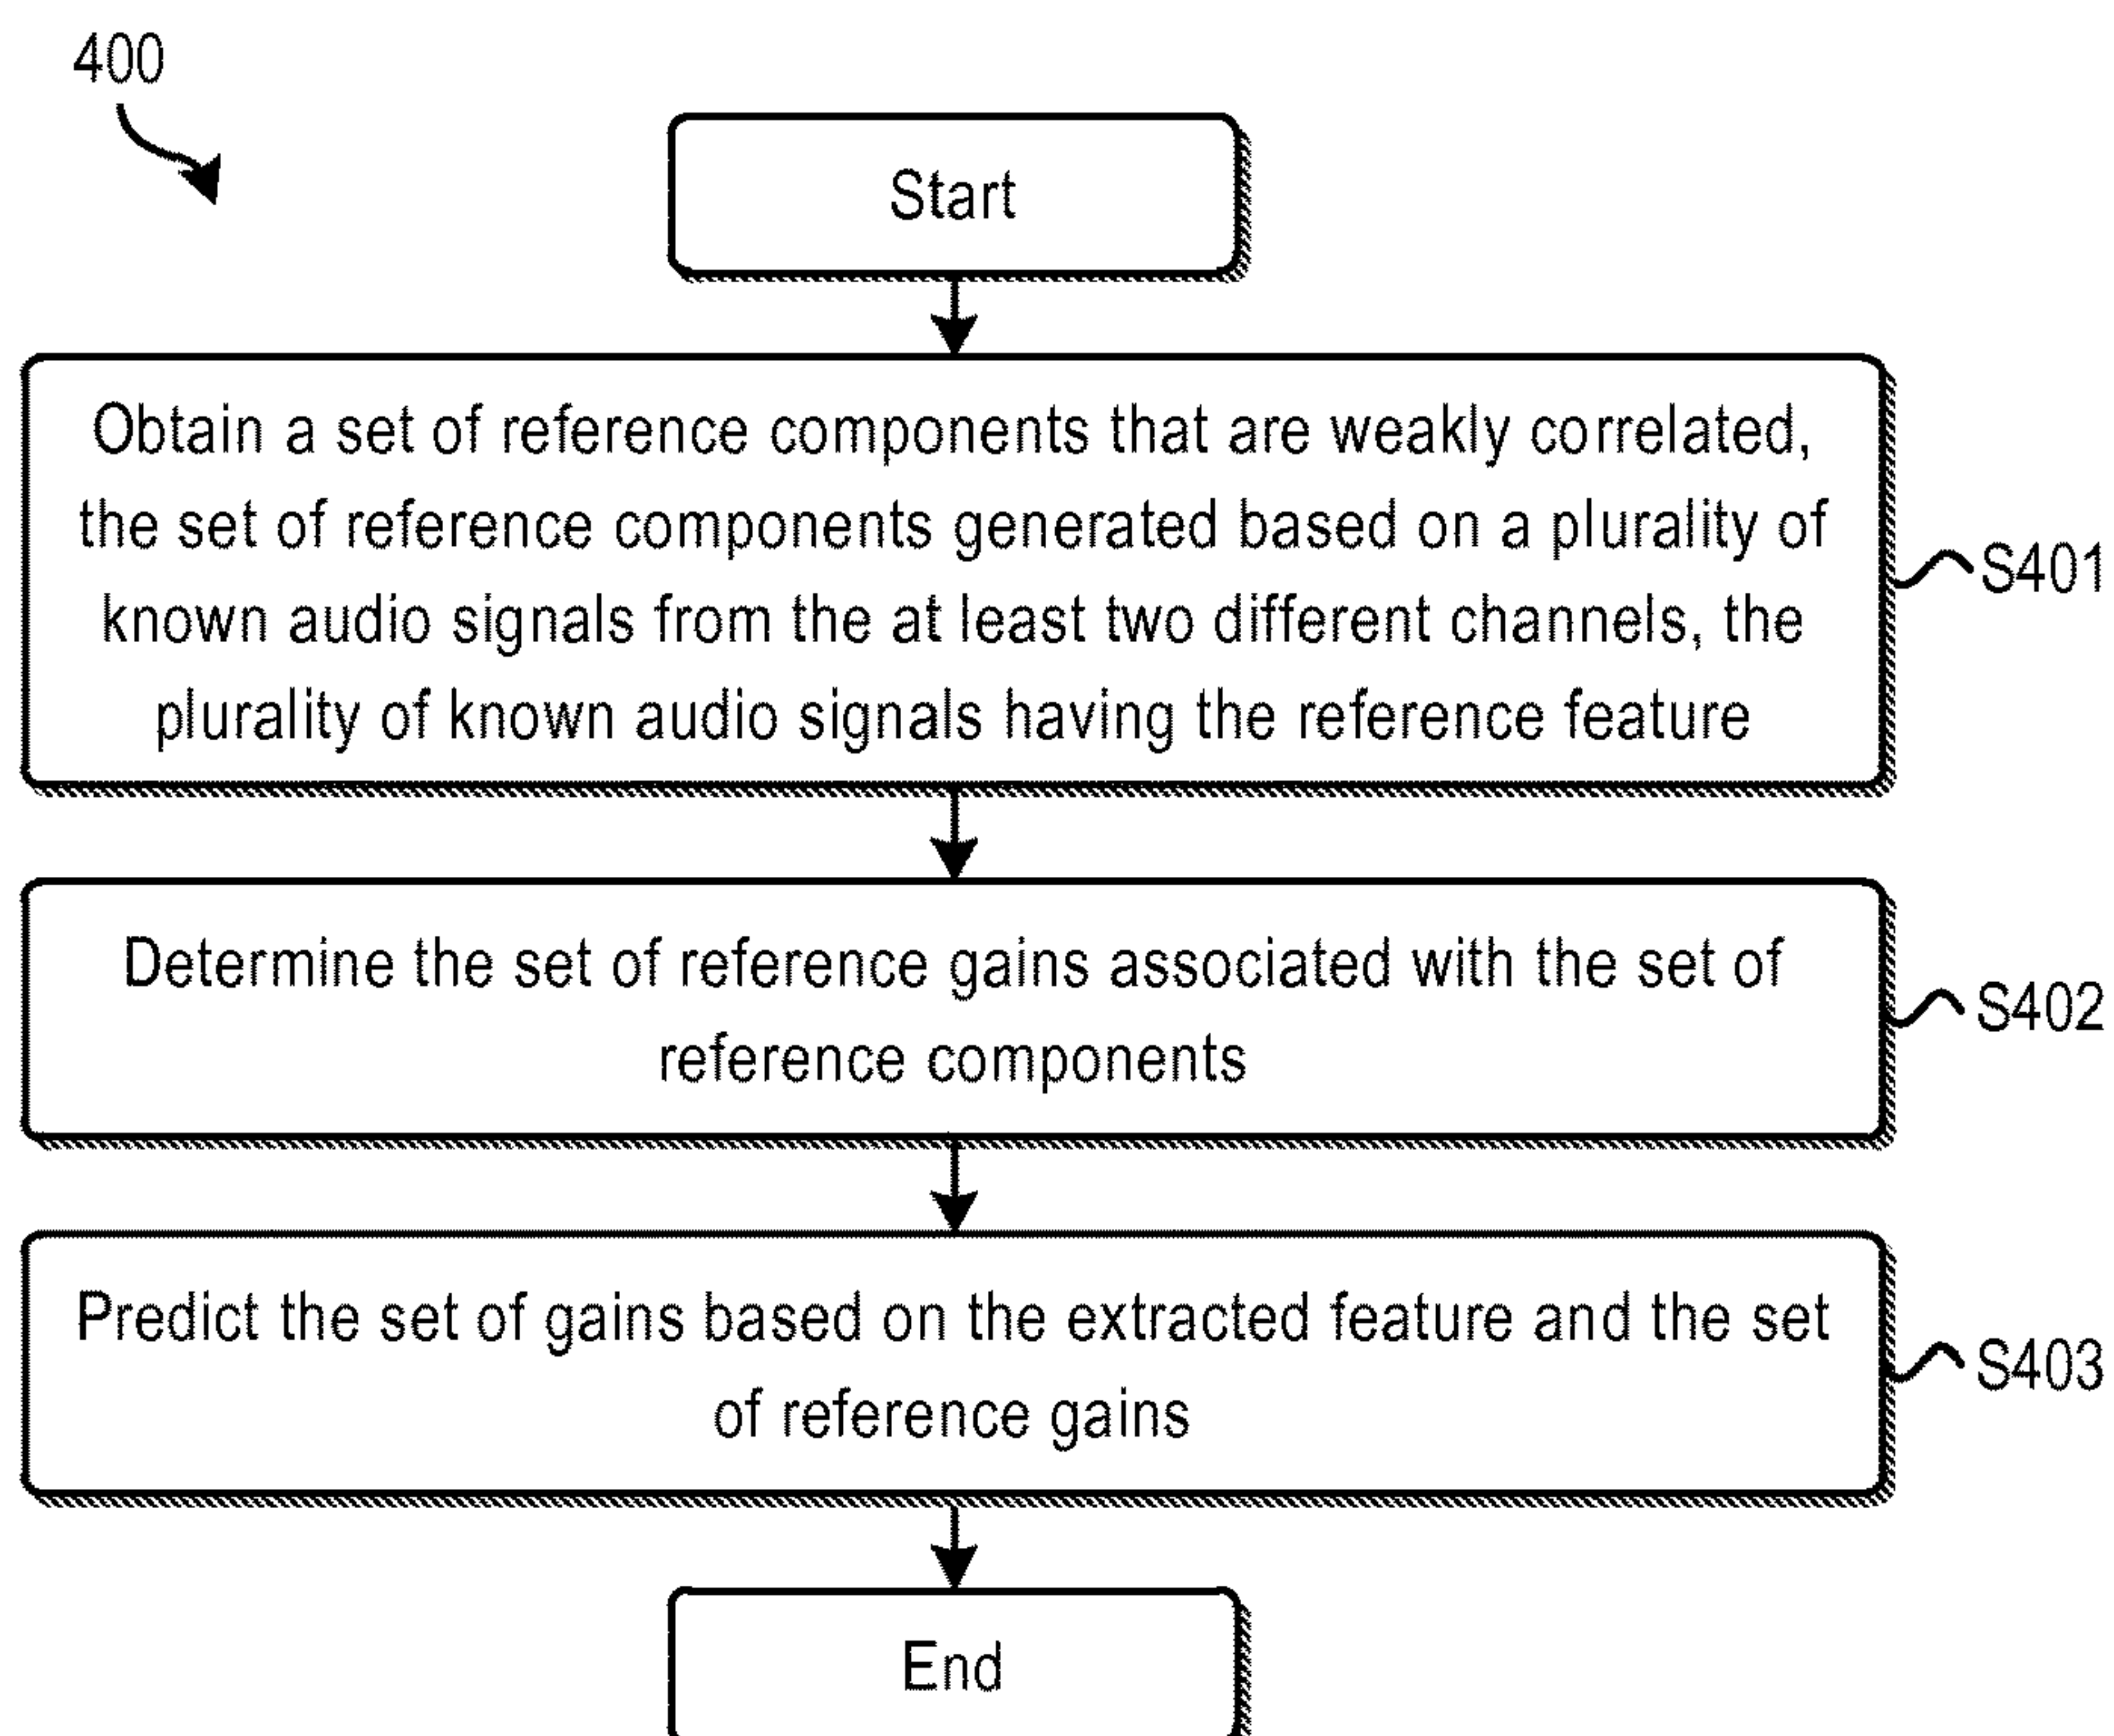 400
Start
Obtain a set of reference components that are weakly correlated,
the set of reference components generated based on a plurality of
known audio signals from the at least two different channels, the
plurality of known audio signals having the reference feature
S401
Determine the set of reference gains associated with the set of
reference components
S402
Predict the set of gains based on the extracted feature and the set
of reference gains
S403
End